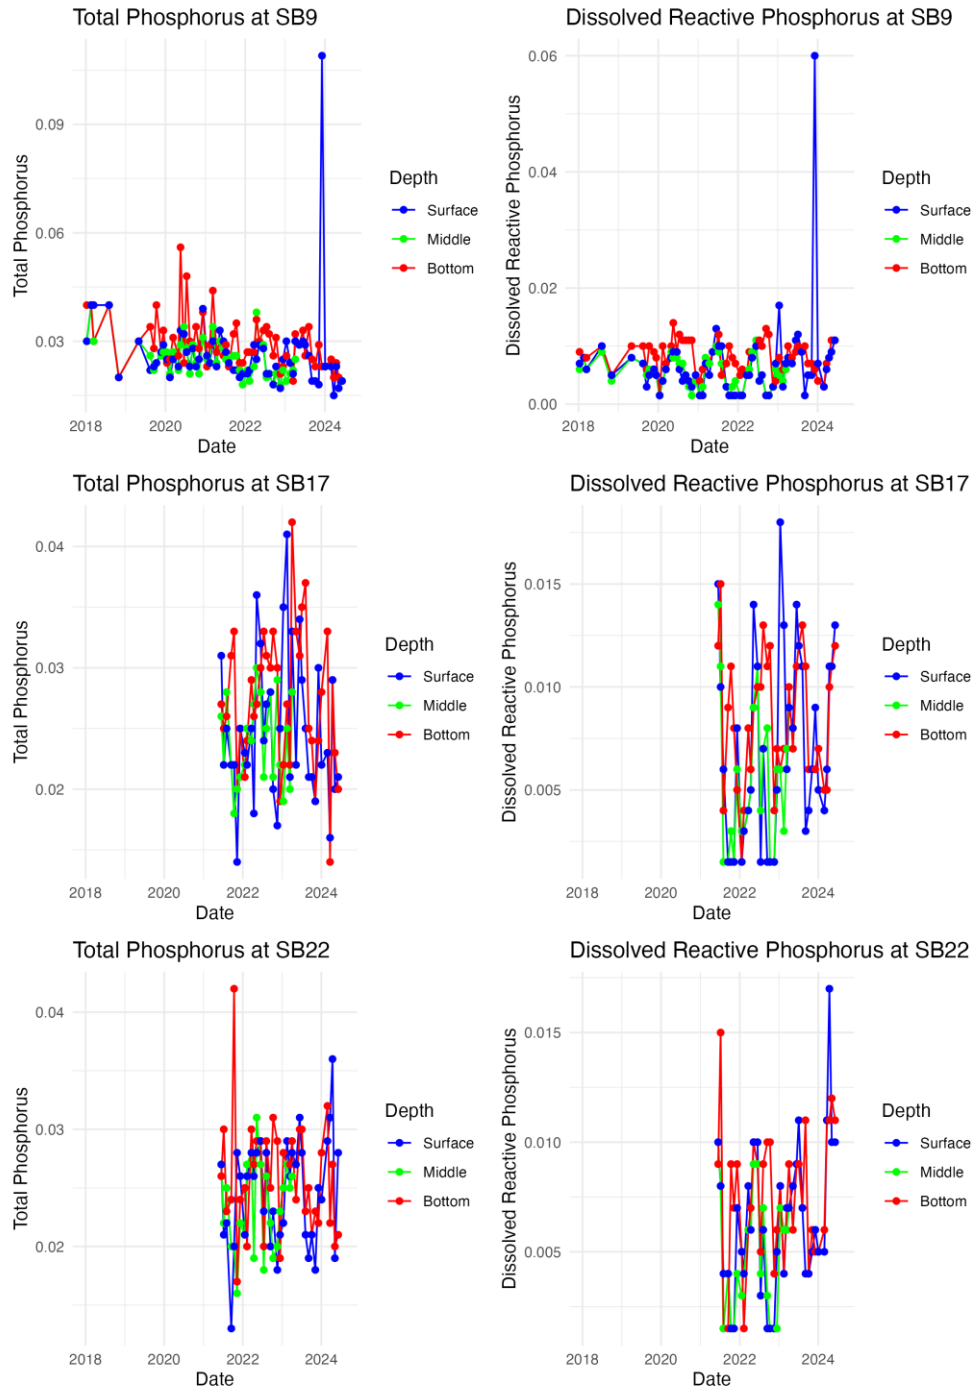 Total Phosphorus at SB9
Total Phosphorus
0.09
0.06
0.03
2018 2020 2022 2024
Date
Depth
Surface
Middle
Bottom
Dissolved Reactive Phosphorus at SB9
Dissolved Reactive Phosphorus
0.06
0.04
0.02
0.00
2018 2020 2022 2024
Date
Depth
Surface
Middle
Bottom
Total Phosphorus at SB17
Total Phosphorus
0.04
0.03
0.02
2018 2020 2022 2024
Date
Depth
Surface
Middle
Bottom
Dissolved Reactive Phosphorus at SB17
Dissolved Reactive Phosphorus
0.015
0.010
0.005
2018 2020 2022 2024
Date
Depth
Surface
Middle
Bottom
Total Phosphorus at SB22
Total Phosphorus
0.04
0.03
0.02
2018 2020 2022 2024
Date
Depth
Surface
Middle
Bottom
Dissolved Reactive Phosphorus at SB22
Dissolved Reactive Phosphorus
0.015
0.010
0.005
2018 2020 2022 2024
Date
Depth
Surface
Middle
Bottom